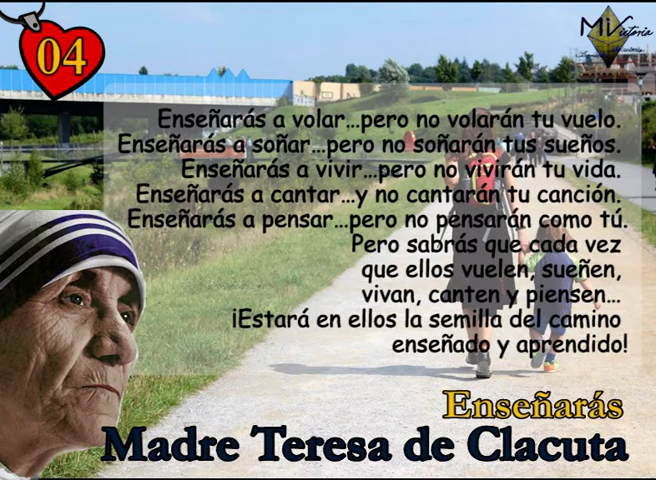 04
MiVictoria
Enseñarás a volar...pero no volarán tu vuelo.
Enseñarás a soñar...pero no soñarán tus sueños.
Enseñarás a vivir...pero no vivirán tu vida.
Enseñarás a cantar...y no cantarán tu canción.
Enseñarás a pensar...pero no pensarán como tú.
Pero sabrás que cada vez
que ellos vuelen, sueñen,
vivan, canten y piensen...
¡Estará en ellos la semilla del camino
enseñado y aprendido!
Enseñarás
Madre Teresa de Clacuta